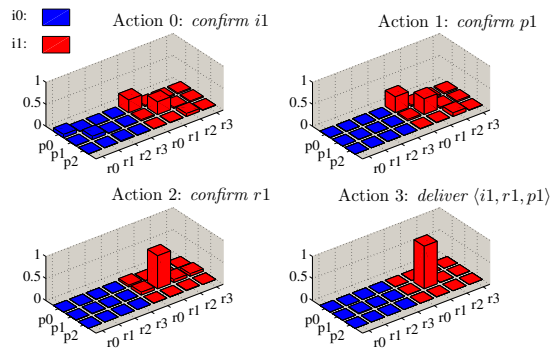 i0:
i1:
Action 0: confirm i1
1
0.5
0
p0
p1
p2
r0
r1
r2
r3
r0
r1
r2
r3
Action 1: confirm p1
1
0.5
0
p0
p1
p2
r0
r1
r2
r3
r0
r1
r2
r3
Action 2: confirm r1
1
0.5
0
p0
p1
p2
r0
r1
r2
r3
r0
r1
r2
r3
Action 3: deliver ⟨i1, r1, p1⟩
1
0.5
0
p0
p1
p2
r0
r1
r2
r3
r0
r1
r2
r3